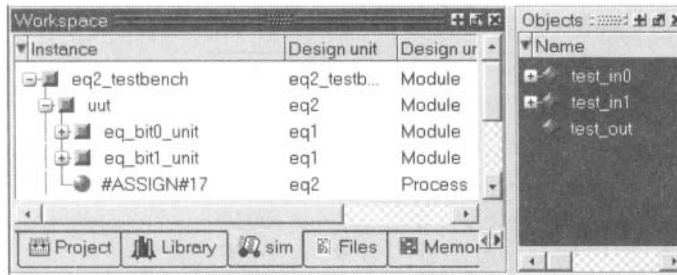 Workspace
Instance Design unit Design ur
eq2_testbench eq2_testb... Module
uut eq2 Module
eq_bit0_unit eq1 Module
eq_bit1_unit eq1 Module
#ASSIGN#17 eq2 Process
Project Library sim Files Memor
Objects
Name
test_in0
test_in1
test_out